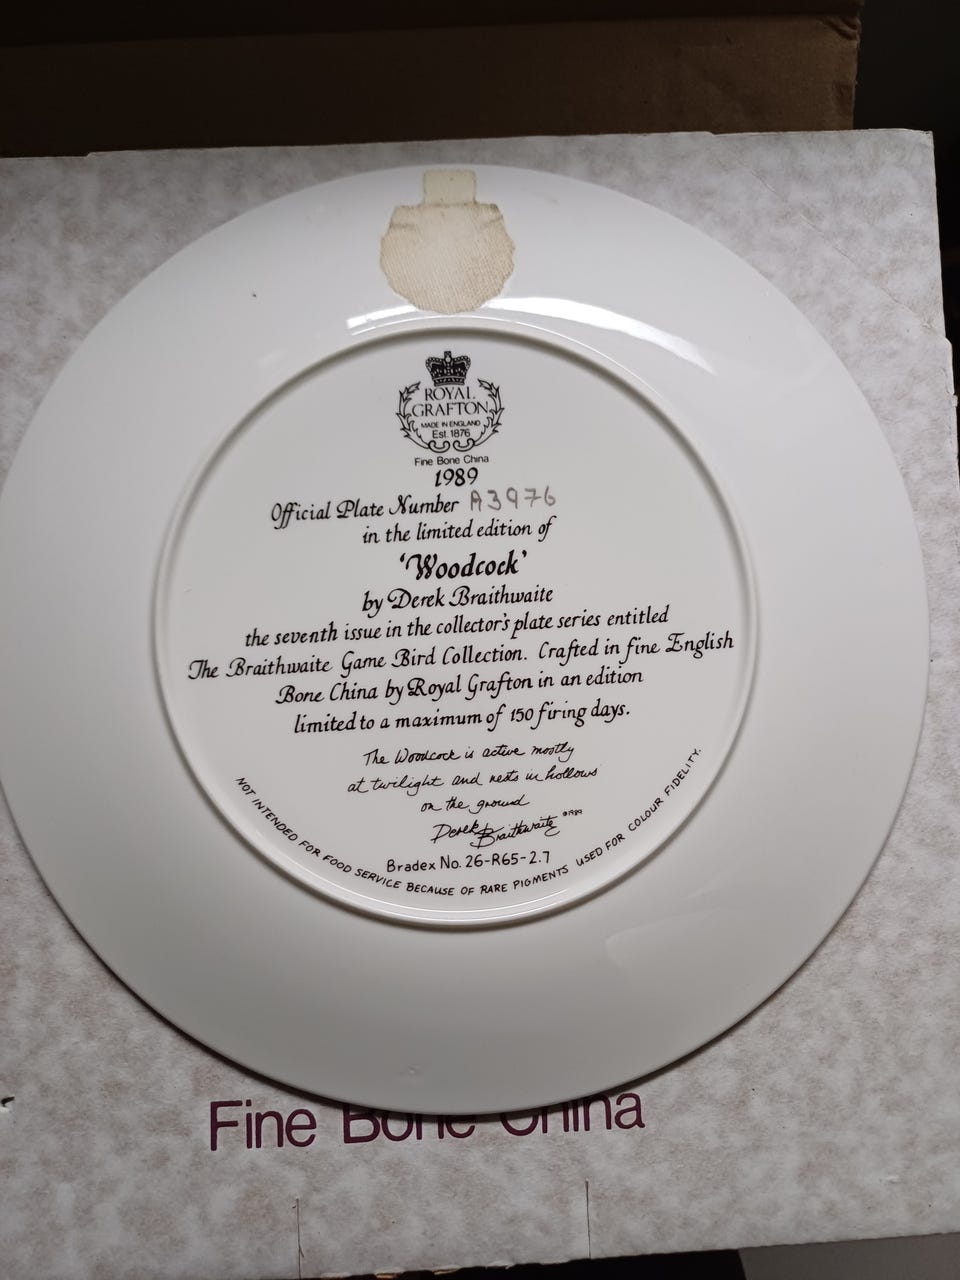 ROYAL
GRAFTON
MADE IN ENGLAND
Est. 1876
Fine Bone China
1989
Official Plate Number A3976
in the limited edition of
‘Woodcock’
by Derek Braithwaite
the seventh issue in the collector's plate series entitled
The Braithwaite Game Bird Collection. Crafted in fine English
Bone China by Royal Grafton in an edition
limited to a maximum of 150 firing days.
The Woodcock is active mostly
at twilight and nests in hollows
on the ground
Derek Braithwaite ©1989
Bradex No. 26-R65-2.7
NOT INTENDED FOR FOOD SERVICE BECAUSE OF RARE PIGMENTS USED FOR COLOUR FIDELITY.
Fine Bone China